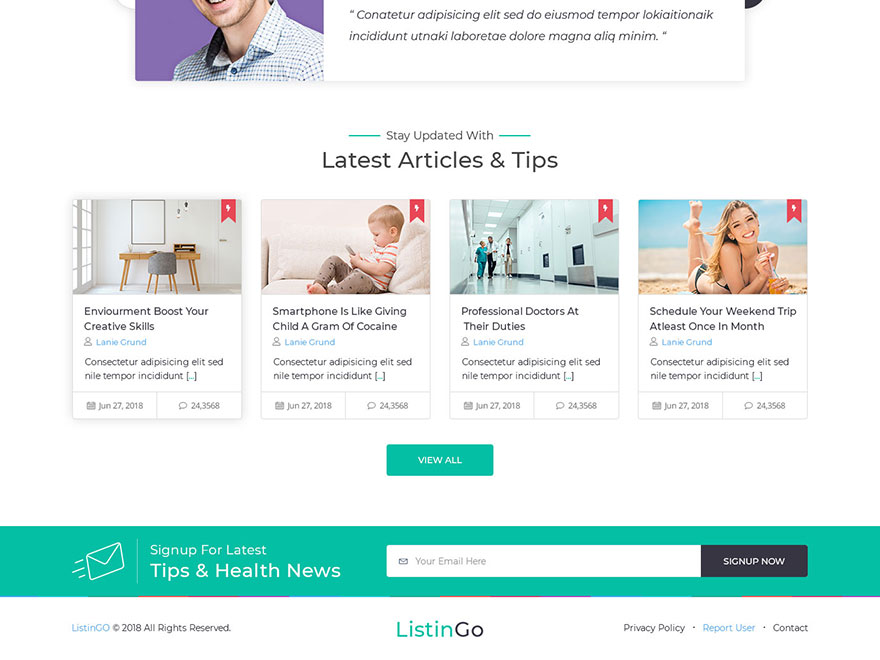 “ Conatetur adipisicing elit sed do eiusmod tempor lokiaitionaik
incididunt utnaki laboretae dolore magna aliq minim. “
Stay Updated With
Latest Articles & Tips
Enviourment Boost Your
Creative Skills
Lanie Grund
Consectetur adipisicing elit sed
nile tempor incididunt [...]
Jun 27, 2018
24,3568
Smartphone Is Like Giving
Child A Gram Of Cocaine
Lanie Grund
Consectetur adipisicing elit sed
nile tempor incididunt [...]
Jun 27, 2018
24,3568
Professional Doctors At
Their Duties
Lanie Grund
Consectetur adipisicing elit sed
nile tempor incididunt [...]
Jun 27, 2018
24,3568
Schedule Your Weekend Trip
Atleast Once In Month
Lanie Grund
Consectetur adipisicing elit sed
nile tempor incididunt [...]
Jun 27, 2018
24,3568
VIEW ALL
Signup For Latest
Tips & Health News
Your Email Here
SIGNUP NOW
ListinGO © 2018 All Rights Reserved.
ListinGo
Privacy Policy · Report User · Contact